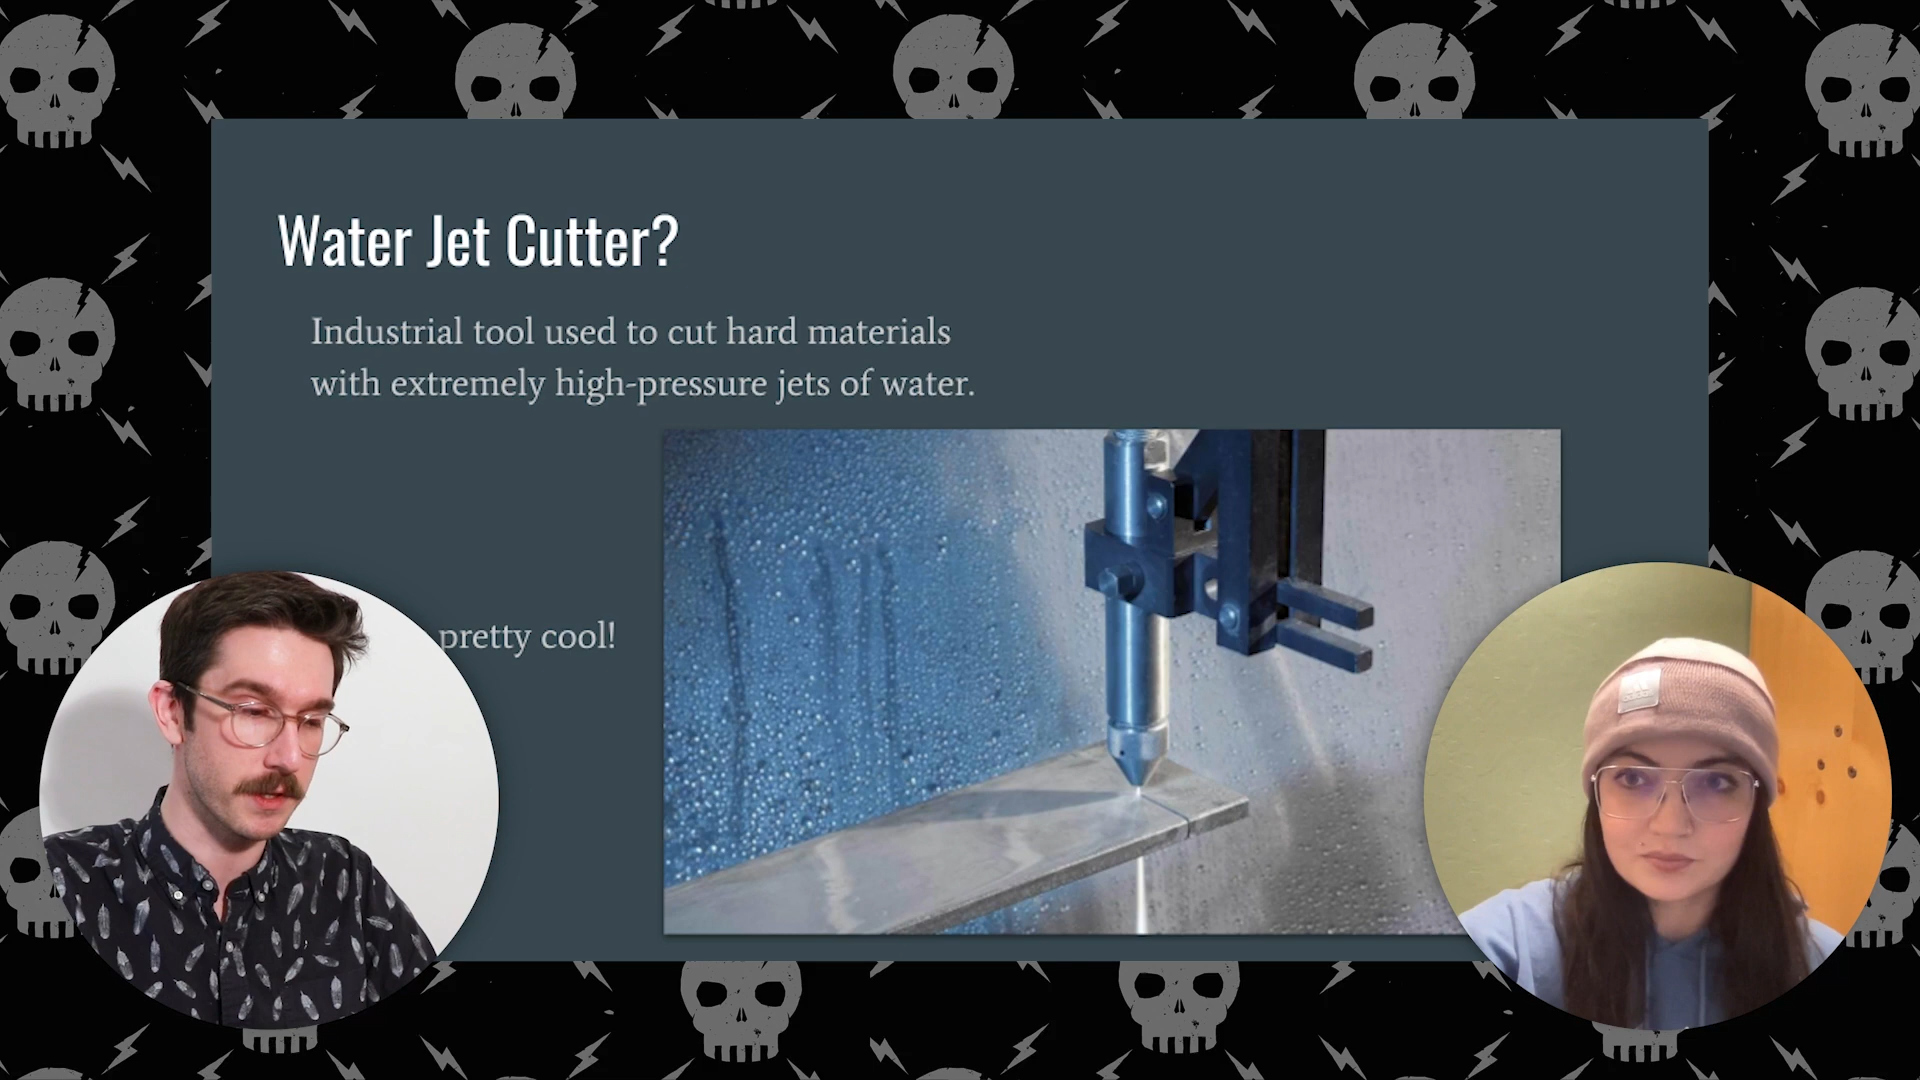 Water Jet Cutter?
Industrial tool used to cut hard materials
with extremely high-pressure jets of water.
pretty cool!